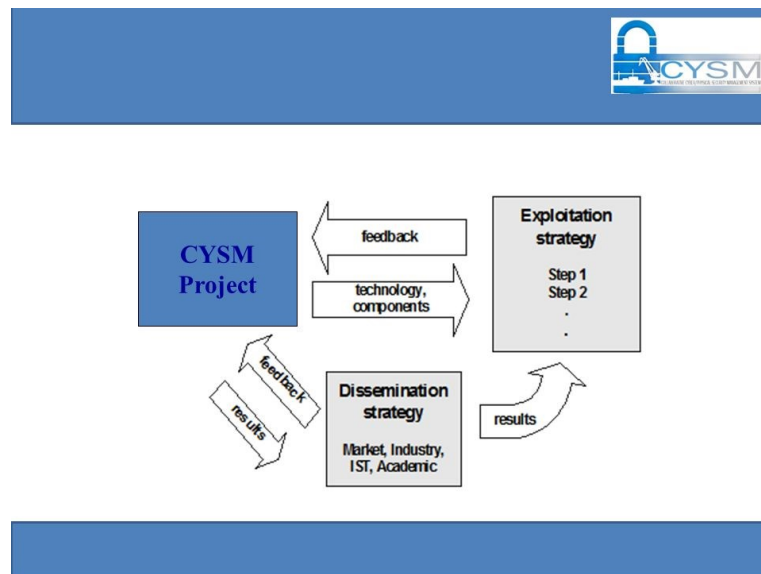 CYSM
CYSM
Project
feedback
technology,
components
Exploitation
strategy
Step 1
Step 2
.
.
feedback
results
Dissemination
strategy
Market, Industry,
IST, Academic
results